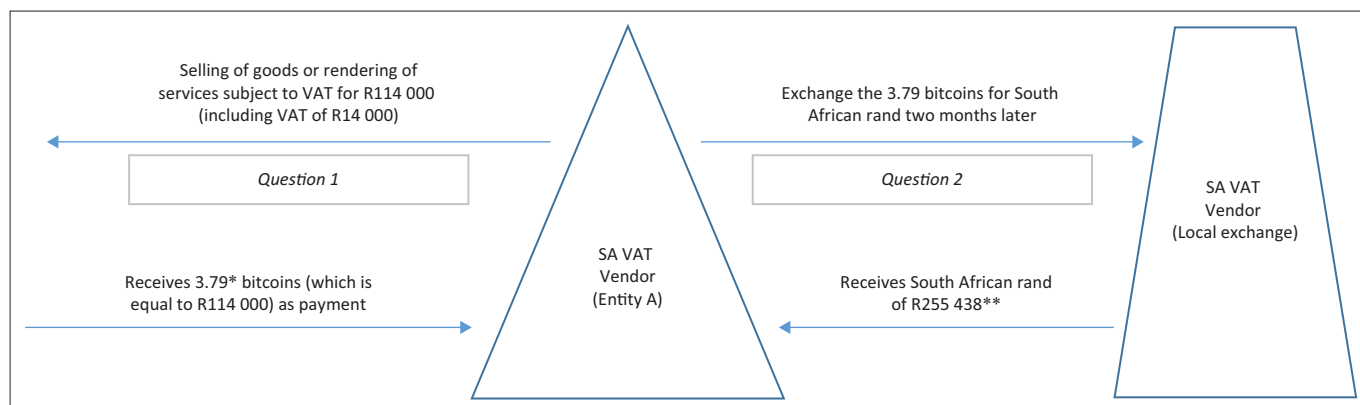 Selling of goods or rendering of
services subject to VAT for R114 000
(including VAT of R14 000)
Question 1
Receives 3.79* bitcoins (which is
equal to R114 000) as payment
SA VAT
Vendor
(Entity A)
Exchange the 3.79 bitcoins for South
African rand two months later
Question 2
Receives South African rand
of R255 438**
SA VAT
Vendor
(Local exchange)